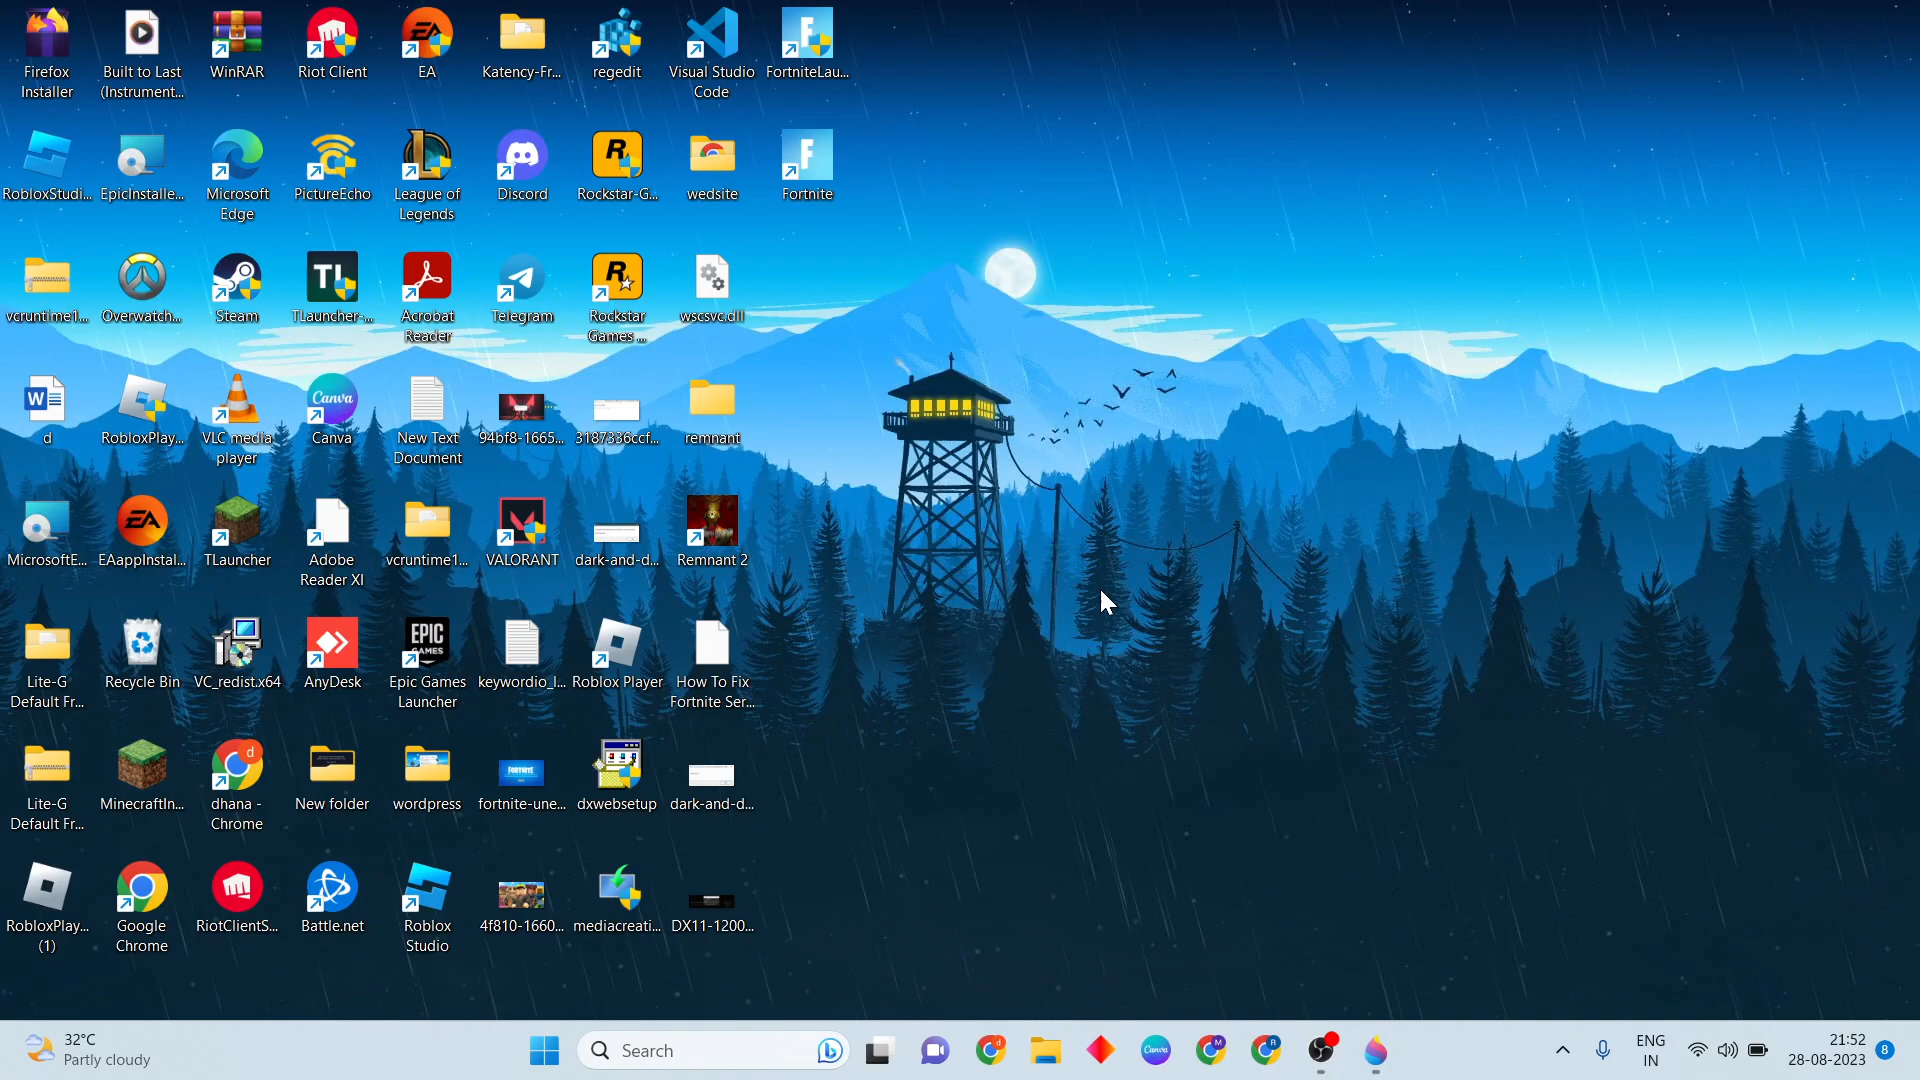 Firefox
Installer
Built to Last
(Instrument...
WinRAR
Riot Client
EA
Katency-Fr...
regedit
Visual Studio
Code
FortniteLau...
RobloxStudi...
EpicInstalle...
Microsoft
Edge
PictureEcho
League of
Legends
Discord
Rockstar-G...
wedsite
Fortnite
vcruntime1...
Overwatch...
Steam
TLauncher-...
Acrobat
Reader
Telegram
Rockstar
Games ...
wscsvc.dll
d
RobloxPlay...
VLC media
player
Canva
New Text
Document
94bf8-1665...
3187336ccf...
remnant
MicrosoftE...
EAappInstal...
TLauncher
Adobe
Reader XI
vcruntime1...
VALORANT
dark-and-d...
Remnant 2
Lite-G
Default Fr...
Recycle Bin
VC_redist.x64
AnyDesk
Epic Games
Launcher
keywordio_l...
Roblox Player
How To Fix
Fortnite Ser...
Lite-G
Default Fr...
MinecraftIn...
dhana -
Chrome
New folder
wordpress
fortnite-une...
dxwebsetup
dark-and-d...
RobloxPlay...
(1)
Google
Chrome
RiotClientS...
Battle.net
Roblox
Studio
4f810-1660...
mediacreati...
DX11-1200...
32°C
Partly cloudy
Search
ENG
IN
21:52
28-08-2023
8